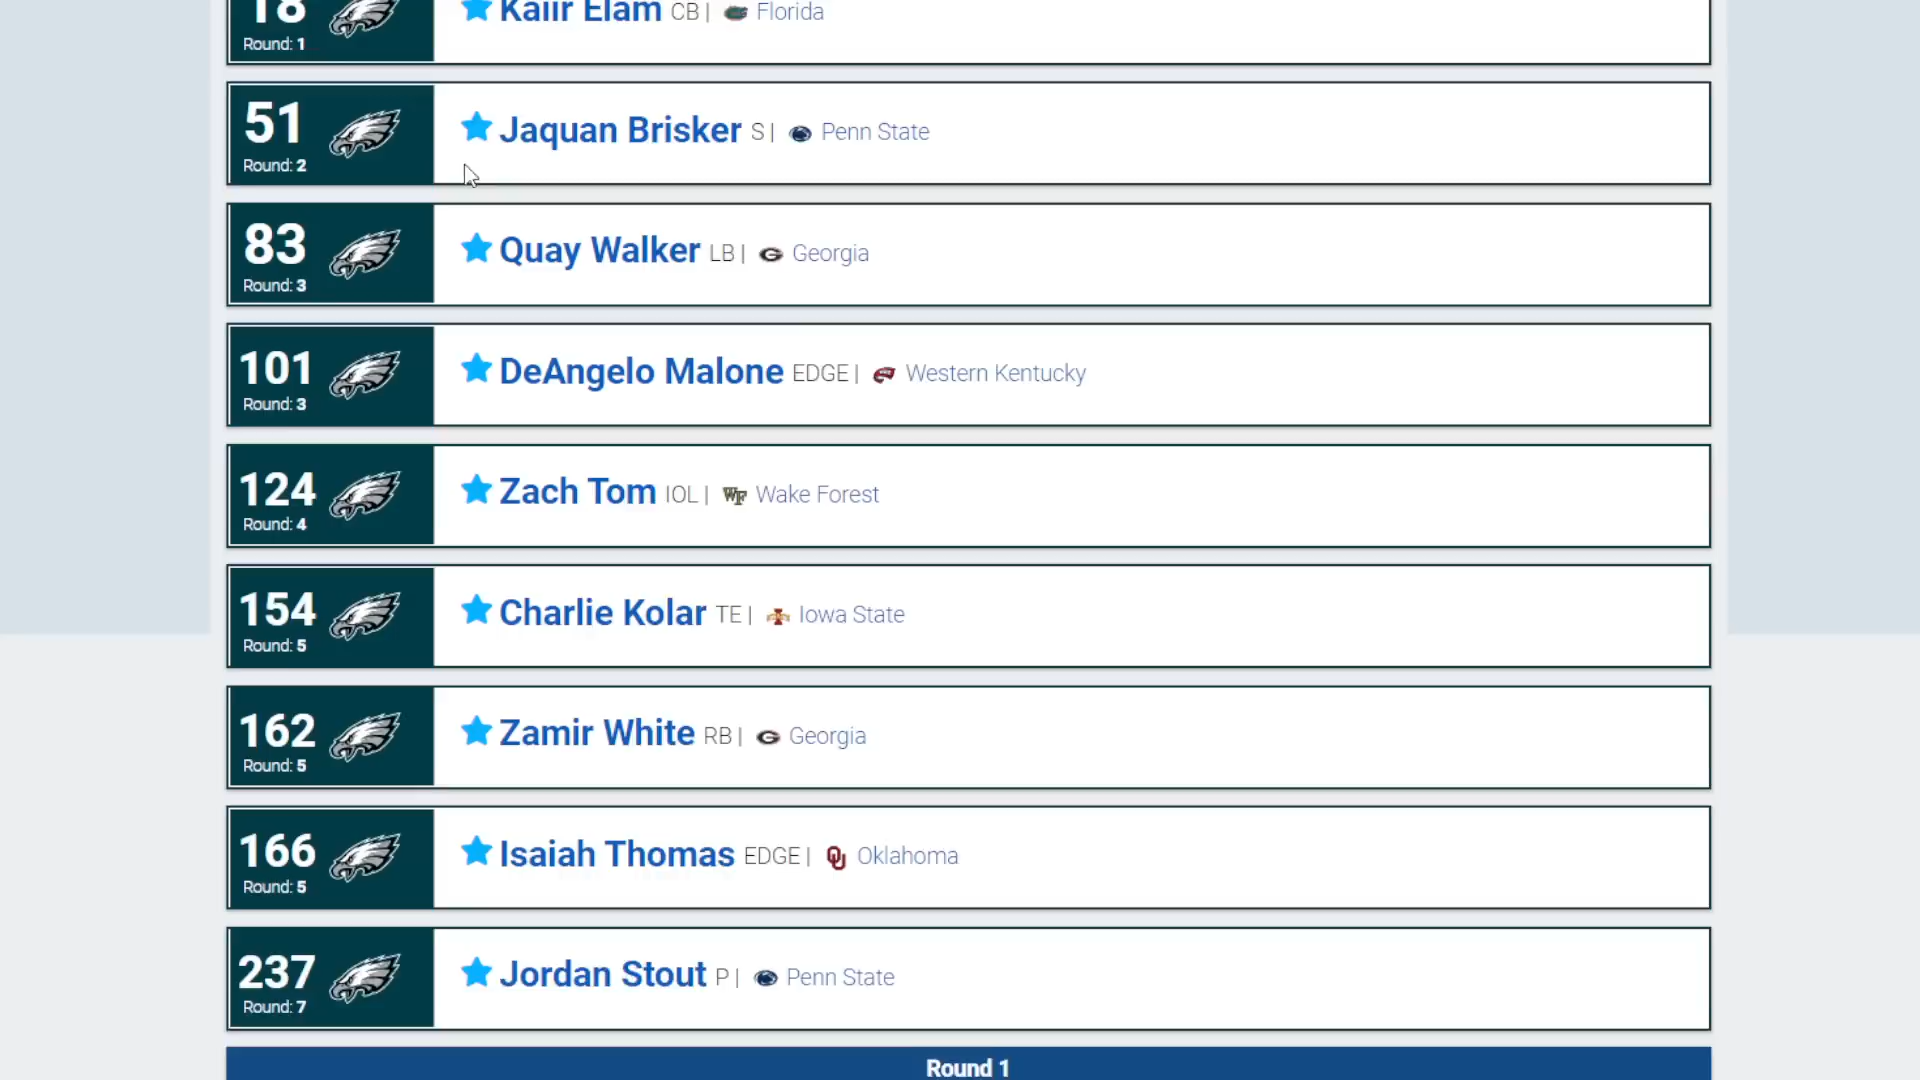 18
Round: 1
Kaiir Elam CB | Florida
51
Round: 2
Jaquan Brisker S | Penn State
83
Round: 3
Quay Walker LB | Georgia
101
Round: 3
DeAngelo Malone EDGE | Western Kentucky
124
Round: 4
Zach Tom IOL | WF Wake Forest
154
Round: 5
Charlie Kolar TE | Iowa State
162
Round: 5
Zamir White RB | G Georgia
166
Round: 5
Isaiah Thomas EDGE | OU Oklahoma
237
Round: 7
Jordan Stout P | Penn State
Round 1